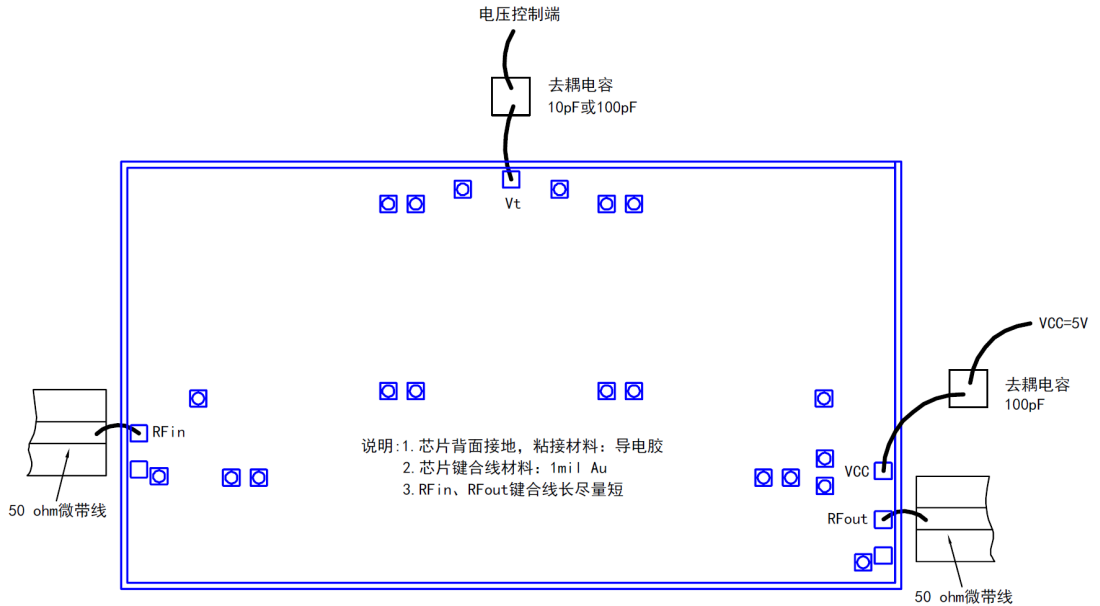 电压控制端
去耦电容
10pF或100pF
Vt
VCC=5V
去耦电容
100pF
RFin
说明:1.芯片背面接地，粘接材料：导电胶
2.芯片键合线材料：1mil Au
3.RFin、RFout键合线长尽量短
VCC
50 ohm微带线
RFout
50 ohm微带线